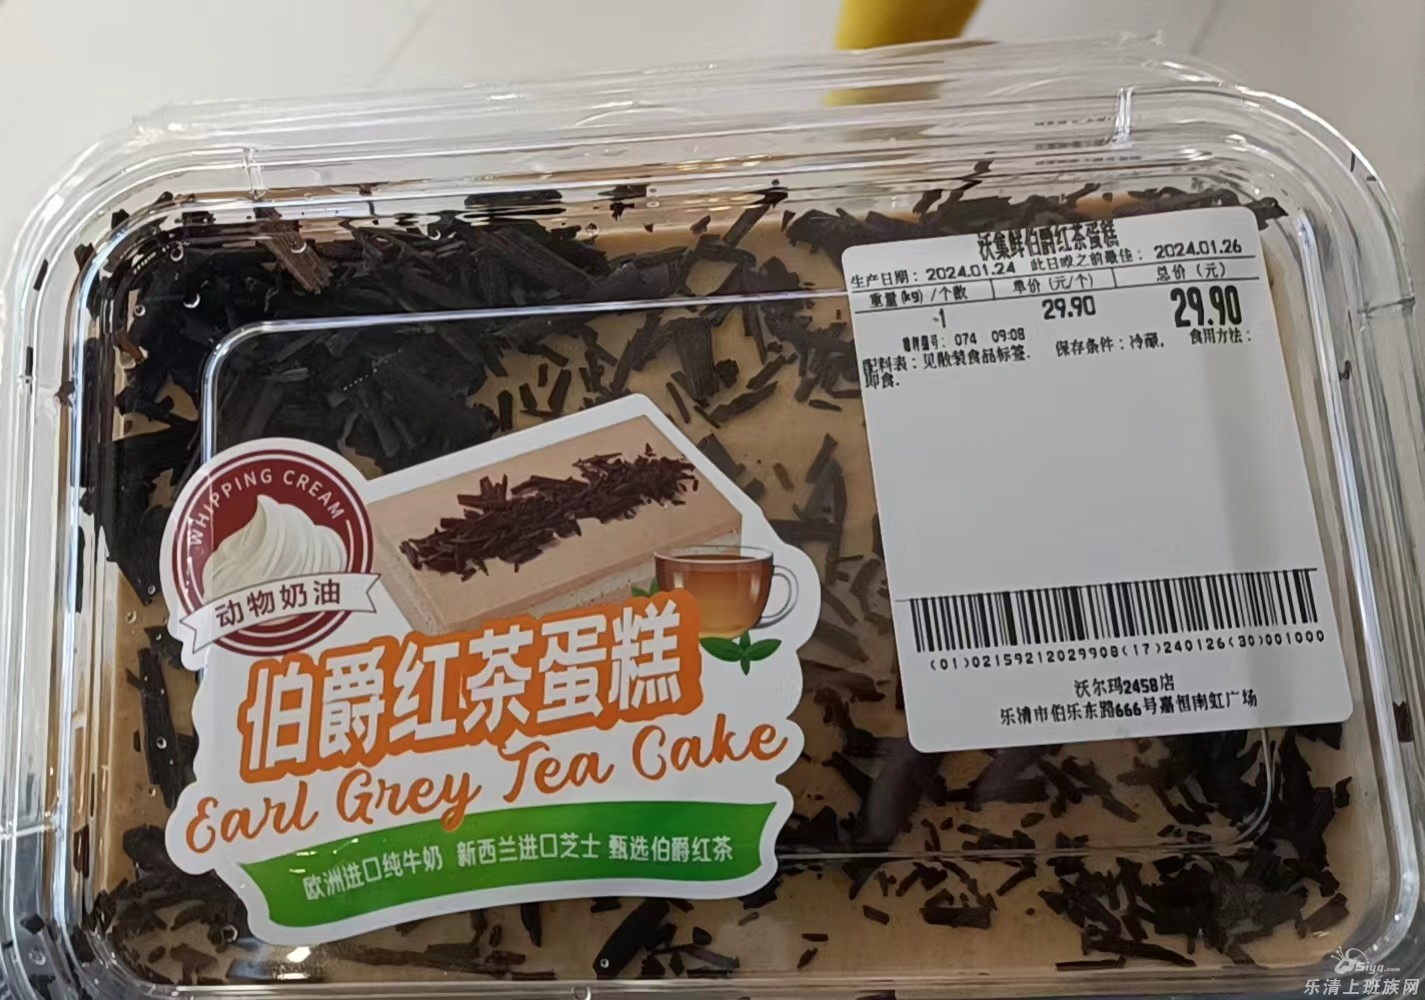 沃集鲜伯爵红茶蛋糕
生产日期：2024.01.24 此日期之前最佳：2024.01.26
重量(kg)/个数 单价(元/个) 总价(元)
1 29.90 29.90
074 09:08
配料表：见散装食品标签. 保存条件：冷藏, 食用方法：
即食.
(01)02159212029908(17)240126(30)001000
沃尔玛2458店
乐清市伯乐东路666号嘉恒南虹广场
WHIPPING CREAM
动物奶油
伯爵红茶蛋糕
Earl Grey Tea Cake
欧洲进口纯牛奶 新西兰进口芝士 甄选伯爵红茶
乐清上班族网